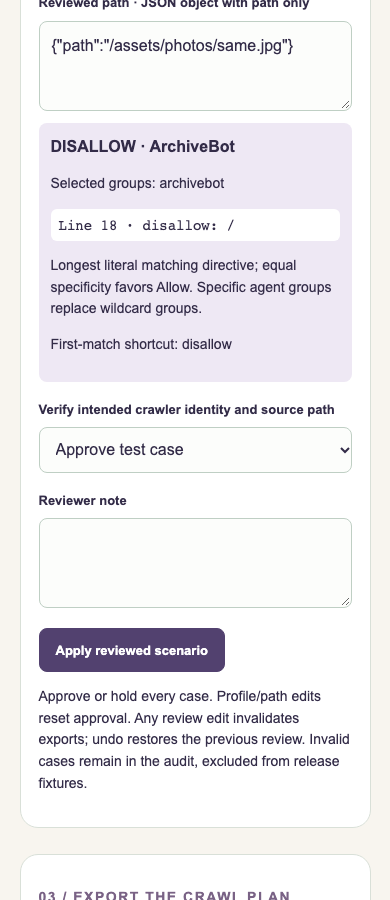 Reviewed path · JSON object with path only
{"path":"/assets/photos/same.jpg"}
DISALLOW · ArchiveBot
Selected groups: archivebot
Line 18 · disallow: /
Longest literal matching directive; equal
specificity favors Allow. Specific agent groups
replace wildcard groups.
First-match shortcut: disallow
Verify intended crawler identity and source path
Approve test case
Reviewer note
Apply reviewed scenario
Approve or hold every case. Profile/path edits
reset approval. Any review edit invalidates
exports; undo restores the previous review. Invalid
cases remain in the audit, excluded from release
fixtures.
03 / EXPORT THE CRAWL PLAN